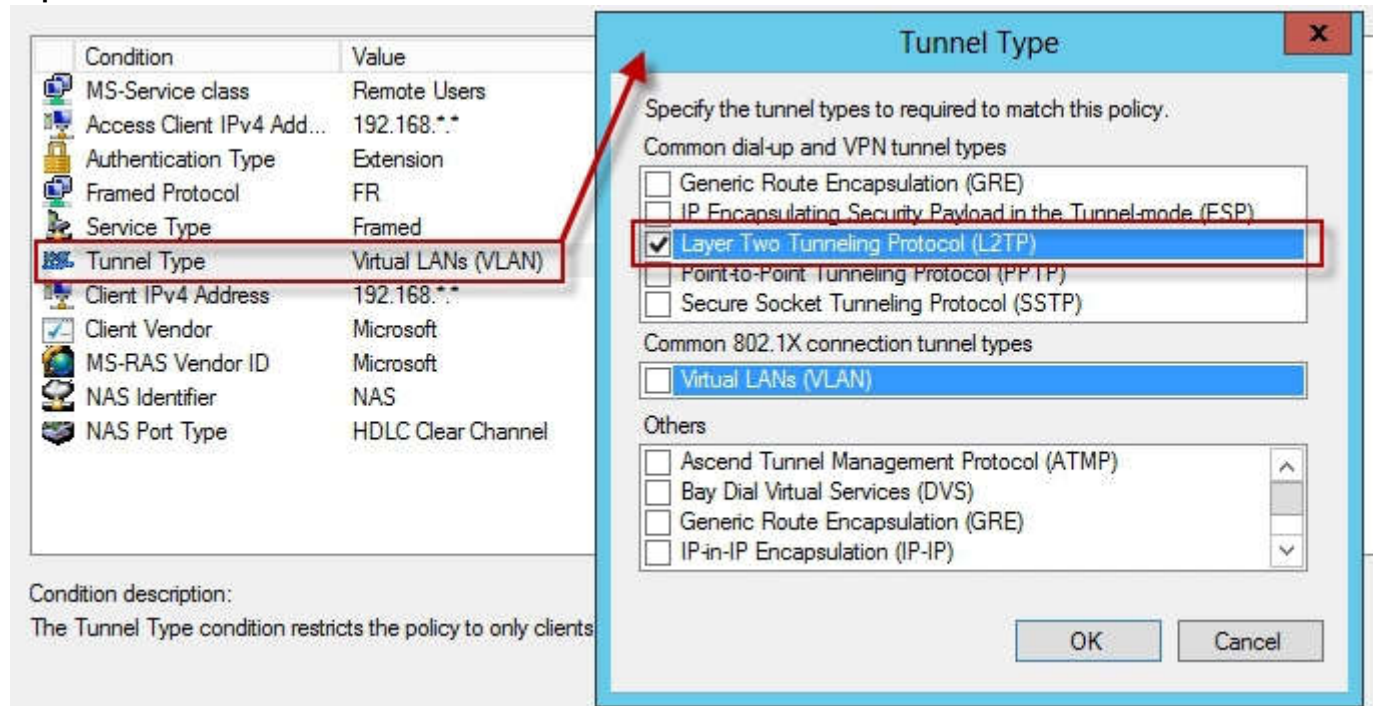 Condition Value
MS-Service class Remote Users
Access Client IPv4 Add... 192.168.*.*
Authentication Type Extension
Framed Protocol FR
Service Type Framed
Tunnel Type Virtual LANs (VLAN)
Client IPv4 Address 192.168.*.*
Client Vendor Microsoft
MS-RAS Vendor ID Microsoft
NAS Identifier NAS
NAS Port Type HDLC Clear Channel
Condition description:
The Tunnel Type condition restricts the policy to only clients
Tunnel Type
x
Specify the tunnel types to required to match this policy.
Common dial-up and VPN tunnel types
Generic Route Encapsulation (GRE)
IP Encapsulating Security Payload in the Tunnel-mode (ESP)
Layer Two Tunneling Protocol (L2TP)
Point-to-Point Tunneling Protocol (PPTP)
Secure Socket Tunneling Protocol (SSTP)
Common 802.1X connection tunnel types
Virtual LANs (VLAN)
Others
Ascend Tunnel Management Protocol (ATMP)
Bay Dial Virtual Services (DVS)
Generic Route Encapsulation (GRE)
IP-in-IP Encapsulation (IP-IP)
OK Cancel